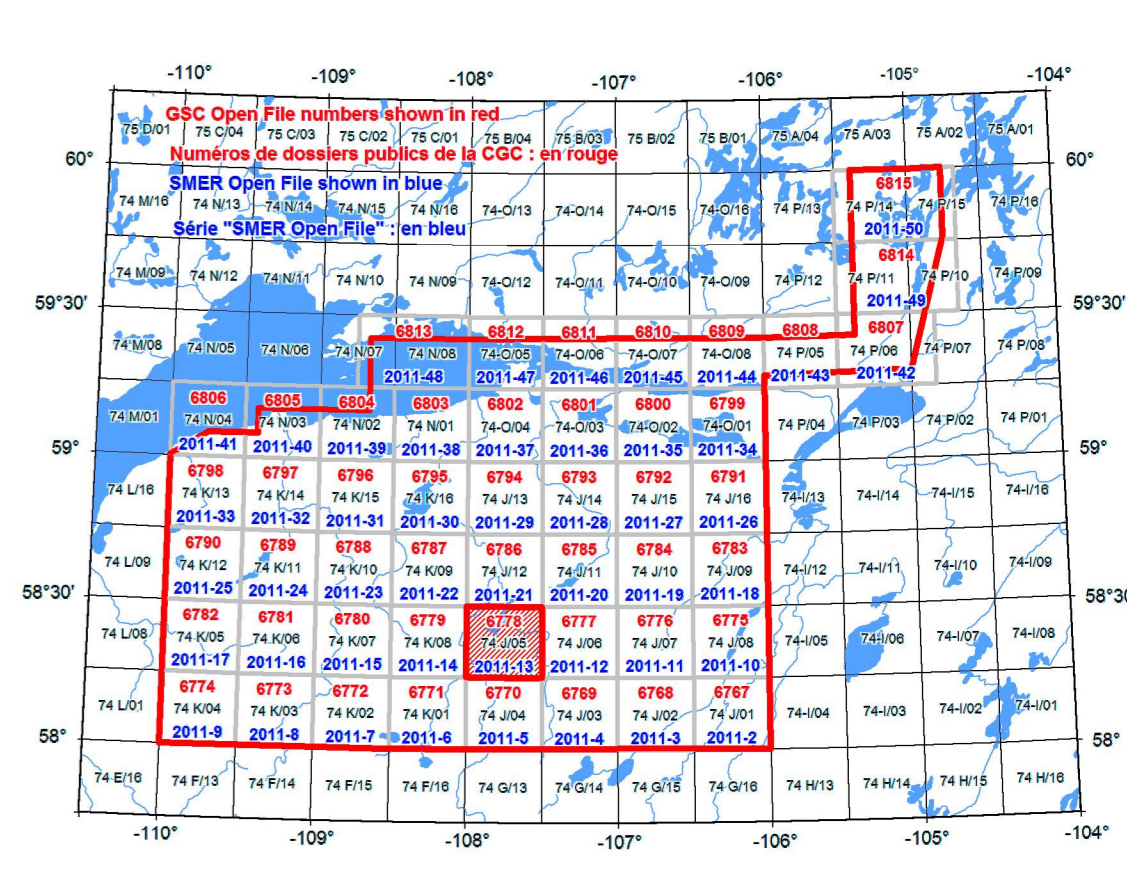 -110° -109° -108° -107° -106° -105° -104°
GSC Open File numbers shown in red
75 D/01 75 C/04 75 C/03 75 C/02 75 C/01 75 B/04 75 B/03 75 B/02 75 B/01 75 A/04 75 A/03 75 A/02 75 A/01
Numéros de dossiers publics de la CGC : en rouge
60° 60°
SMER Open File shown in blue
6815
74 M/16 74 N/13 74 N/14 74 N/15 74 N/16 74-O/13 74-O/14 74-O/15 74-O/16 74 P/13 74 P/14 74 P/15 74 P/16
Série "SMER Open File" : en bleu
2011-50
6814
74 M/09 74 N/12 74 N/11 74 N/10 74 N/09 74-O/12 74-O/11 74-O/10 74-O/09 74 P/12 74 P/11 74 P/10 74 P/09
2011-49
59°30' 59°30'
6813 6812 6811 6810 6809 6808 6807
74 M/08 74 N/05 74 N/06 74 N/07 74 N/08 74-O/05 74-O/06 74-O/07 74-O/08 74 P/05 74 P/06 74 P/07 74 P/08
2011-48 2011-47 2011-46 2011-45 2011-44 2011-43 2011-42
6806 6805 6804 6803 6802 6801 6800 6799
74 M/01 74 N/04 74 N/03 74 N/02 74 N/01 74-O/04 74-O/03 74-O/02 74-O/01 74 P/04 74 P/03 74 P/02 74 P/01
2011-41 2011-40 2011-39 2011-38 2011-37 2011-36 2011-35 2011-34
59° 59°
6798 6797 6796 6795 6794 6793 6792 6791
74 L/16 74 K/13 74 K/14 74 K/15 74 K/16 74 J/13 74 J/14 74 J/15 74 J/16 74-I/13 74-I/14 74-I/15 74-I/16
2011-33 2011-32 2011-31 2011-30 2011-29 2011-28 2011-27 2011-26
6790 6789 6788 6787 6786 6785 6784 6783
74 L/09 74 K/12 74 K/11 74 K/10 74 K/09 74 J/12 74 J/11 74 J/10 74 J/09 74-I/12 74-I/11 74-I/10 74-I/09
2011-25 2011-24 2011-23 2011-22 2011-21 2011-20 2011-19 2011-18
58°30' 58°30
6782 6781 6780 6779 6778 6777 6776 6775
74 L/08 74 K/05 74 K/06 74 K/07 74 K/08 74 J/05 74 J/06 74 J/07 74 J/08 74-I/05 74-I/06 74-I/07 74-I/08
2011-17 2011-16 2011-15 2011-14 2011-13 2011-12 2011-11 2011-10
6774 6773 6772 6771 6770 6769 6768 6767
74 L/01 74 K/04 74 K/03 74 K/02 74 K/01 74 J/04 74 J/03 74 J/02 74 J/01 74-I/04 74-I/03 74-I/02 74-I/01
2011-9 2011-8 2011-7 2011-6 2011-5 2011-4 2011-3 2011-2
58° 58°
74 E/16 74 F/13 74 F/14 74 F/15 74 F/16 74 G/13 74 G/14 74 G/15 74 G/16 74 H/13 74 H/14 74 H/15 74 H/16
-110° -109° -108° -107° -106° -105° -104°